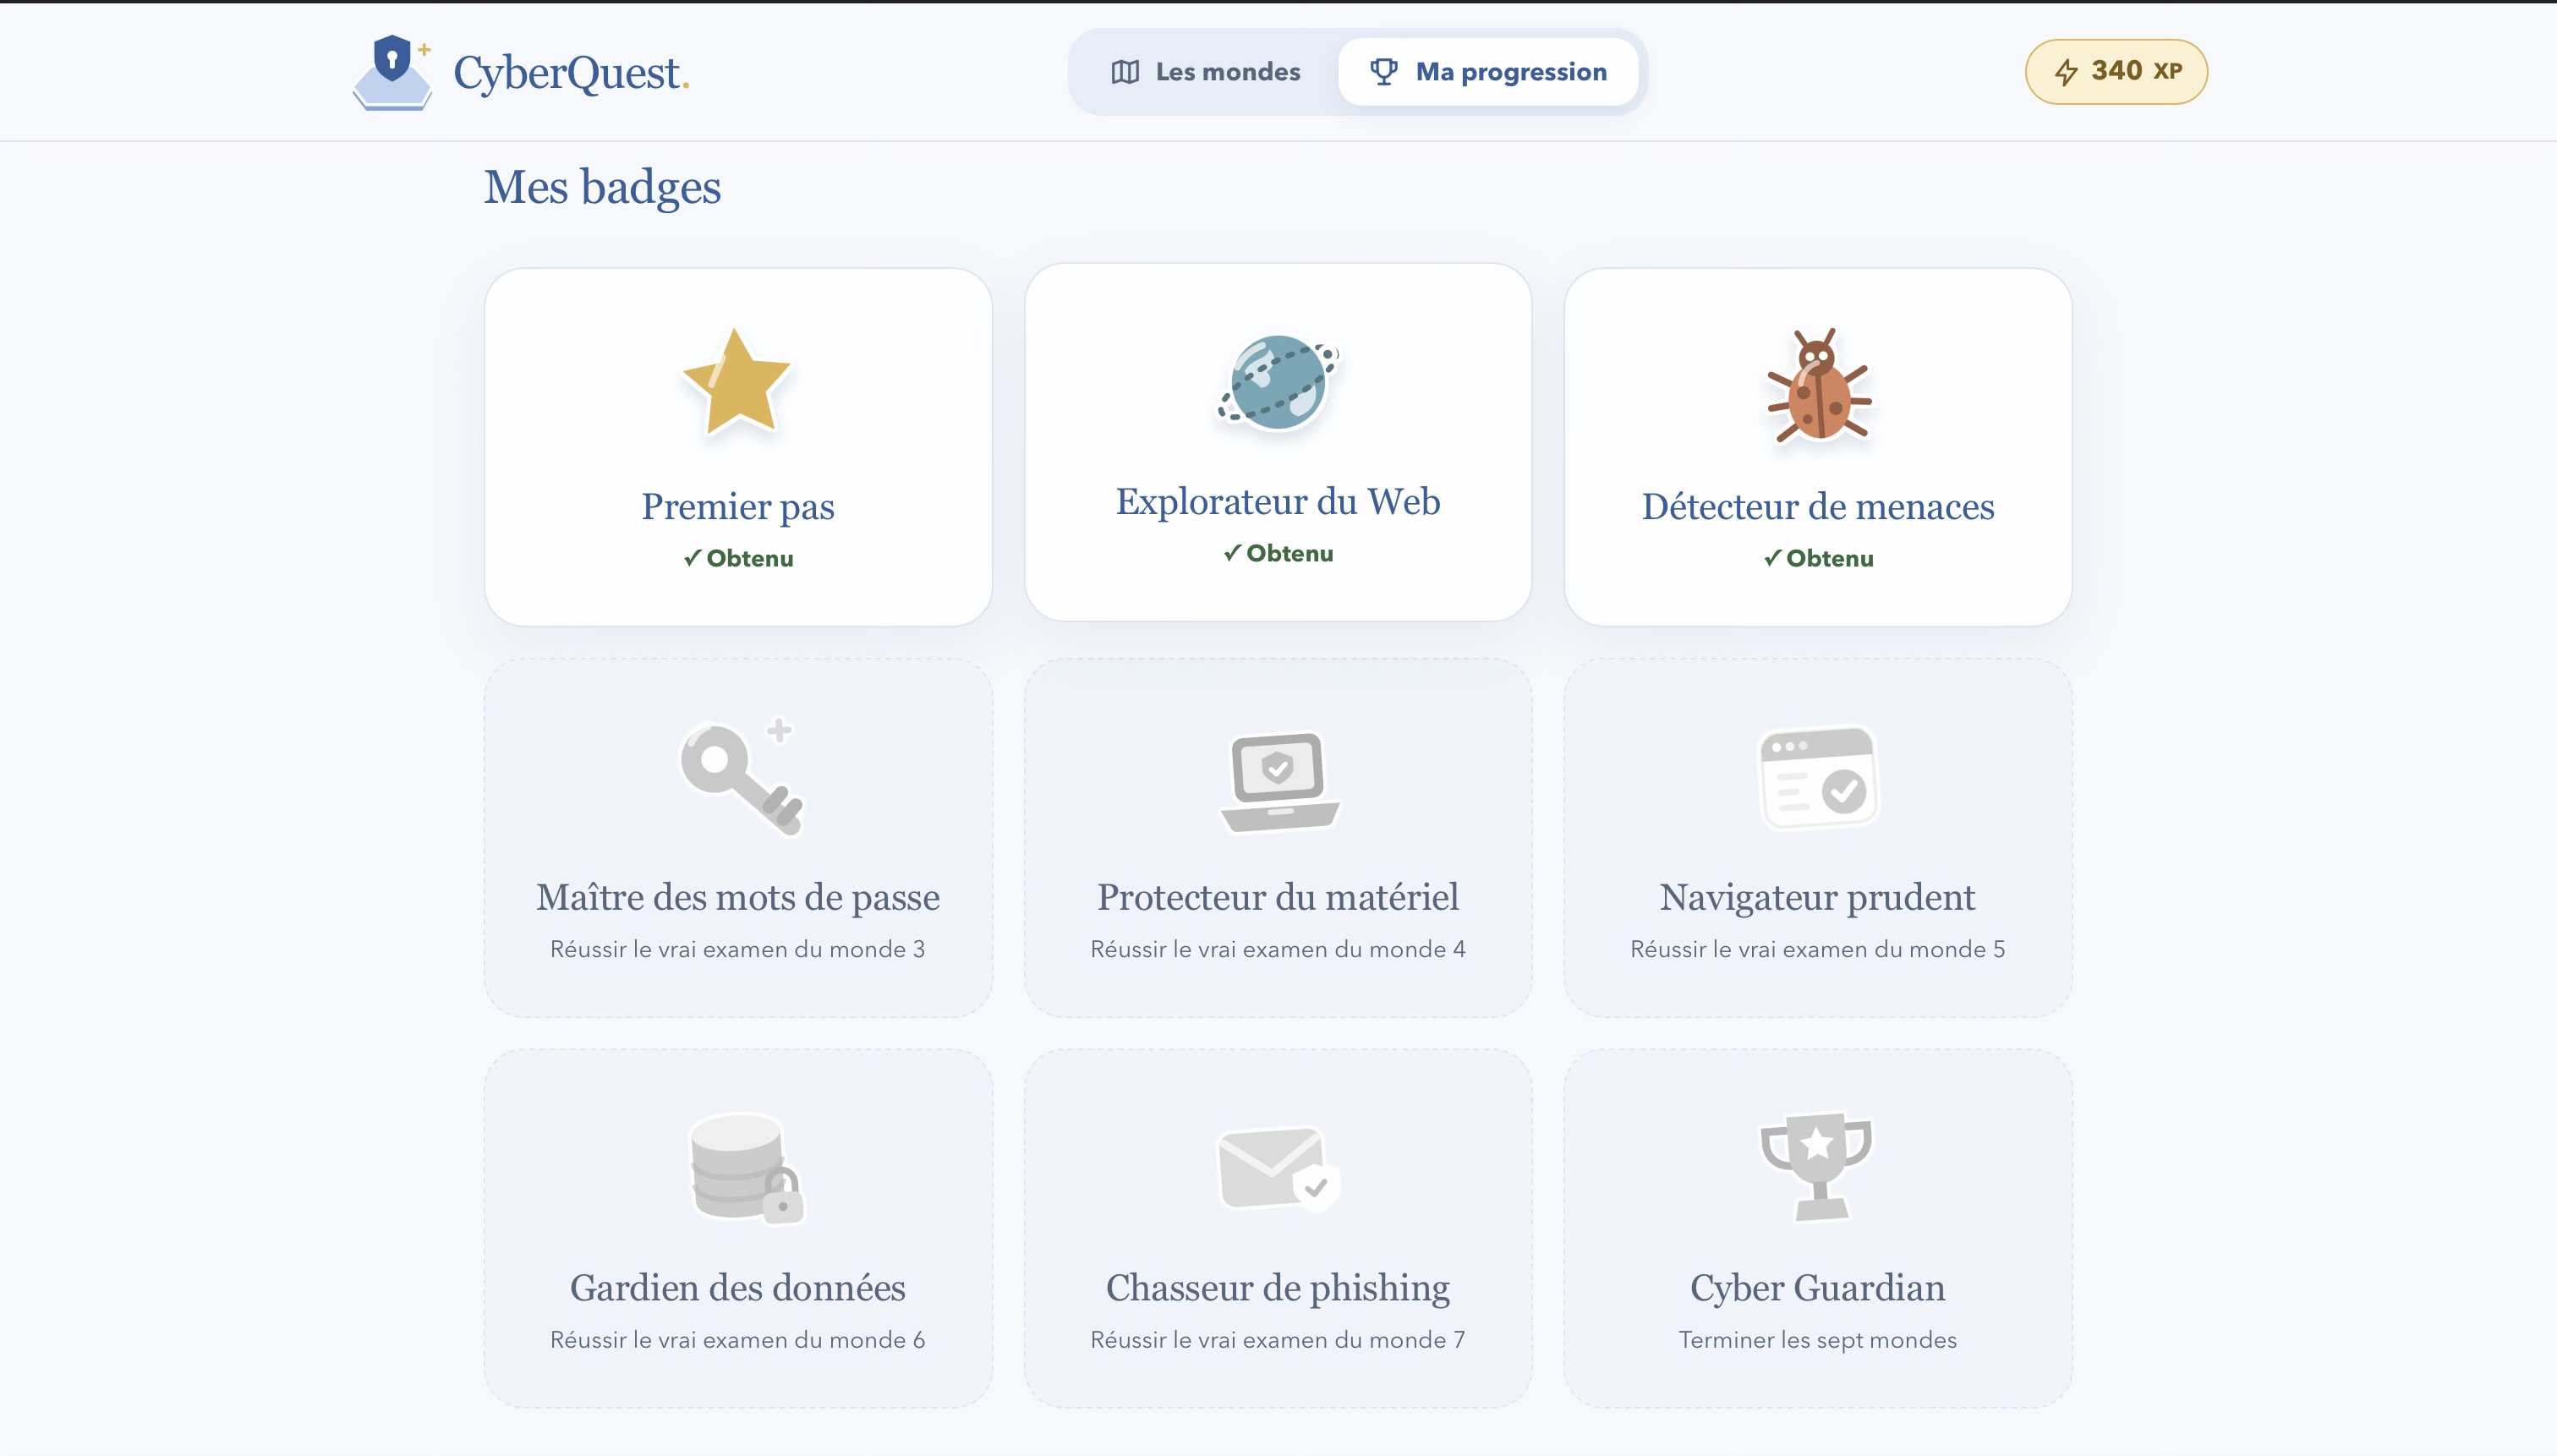 CyberQuest.
Les mondes
Ma progression
340 XP
Mes badges
Premier pas
✓ Obtenu
Explorateur du Web
✓ Obtenu
Détecteur de menaces
✓ Obtenu
Maître des mots de passe
Réussir le vrai examen du monde 3
Protecteur du matériel
Réussir le vrai examen du monde 4
Navigateur prudent
Réussir le vrai examen du monde 5
Gardien des données
Réussir le vrai examen du monde 6
Chasseur de phishing
Réussir le vrai examen du monde 7
Cyber Guardian
Terminer les sept mondes